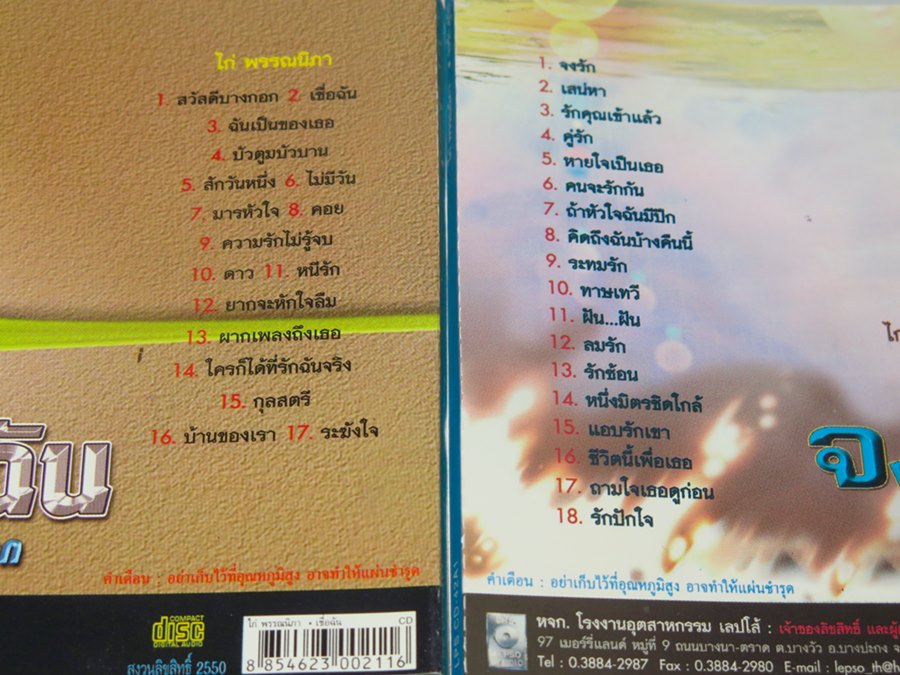 ไก่ พรรณนิภา
1. สวัสดีบางกอก 2. เชื่อฉัน
3. ฉันเป็นของเธอ
4. บัวตูมบัวบาน
5. สักวันหนึ่ง 6. ไม่มีวัน
7. มารหัวใจ 8. คอย
9. ความรักไม่รู้จบ
10. ดาว 11. หนีรัก
12. ยากจะหักใจลืม
13. ฝากเพลงถึงเธอ
14. ใครก็ได้ที่รักฉันจริง
15. กุลสตรี
16. บ้านของเรา 17. ระฆังใจ
ฉัน
คำเตือน : อย่าเก็บไว้ที่อุณหภูมิสูง อาจทำให้แผ่นชำรุด
COMPACT
disc
DIGITAL AUDIO
สงวนลิขสิทธิ์ 2550
ไก่ พรรณนิภา • เชื่อฉัน CD
8 854623 002116
LPS CD-42A1
1. จงรัก
2. เสน่หา
3. รักคุณเข้าแล้ว
4. คู่รัก
5. หายใจเป็นเธอ
6. คนจะรักกัน
7. ถ้าหัวใจฉันมีปีก
8. คิดถึงฉันบ้างคืนนี้
9. ระทมรัก
10. ทาษเทวี
11. ฝัน...ฝัน
12. ลมรัก
13. รักซ้อน
14. หนึ่งมิตรชิดใกล้
15. แอบรักเขา
16. ชีวิตนี้เพื่อเธอ
17. ถามใจเธอดูก่อน
18. รักปักใจ
ไก่
จ
คำเตือน : อย่าเก็บไว้ที่อุณหภูมิสูง อาจทำให้แผ่นชำรุด
หจก. โรงงานอุตสาหกรรม เลปโส้ : เจ้าของลิขสิทธิ์ และผู้
97 เมอร์รี่แลนด์ หมู่ที่ 9 ถนนบางนา-ตราด ต.บางวัว อ.บางปะกง จ
Tel : 0.3884-2987 Fax : 0.3884-2980 E-mail : lepso_th@h